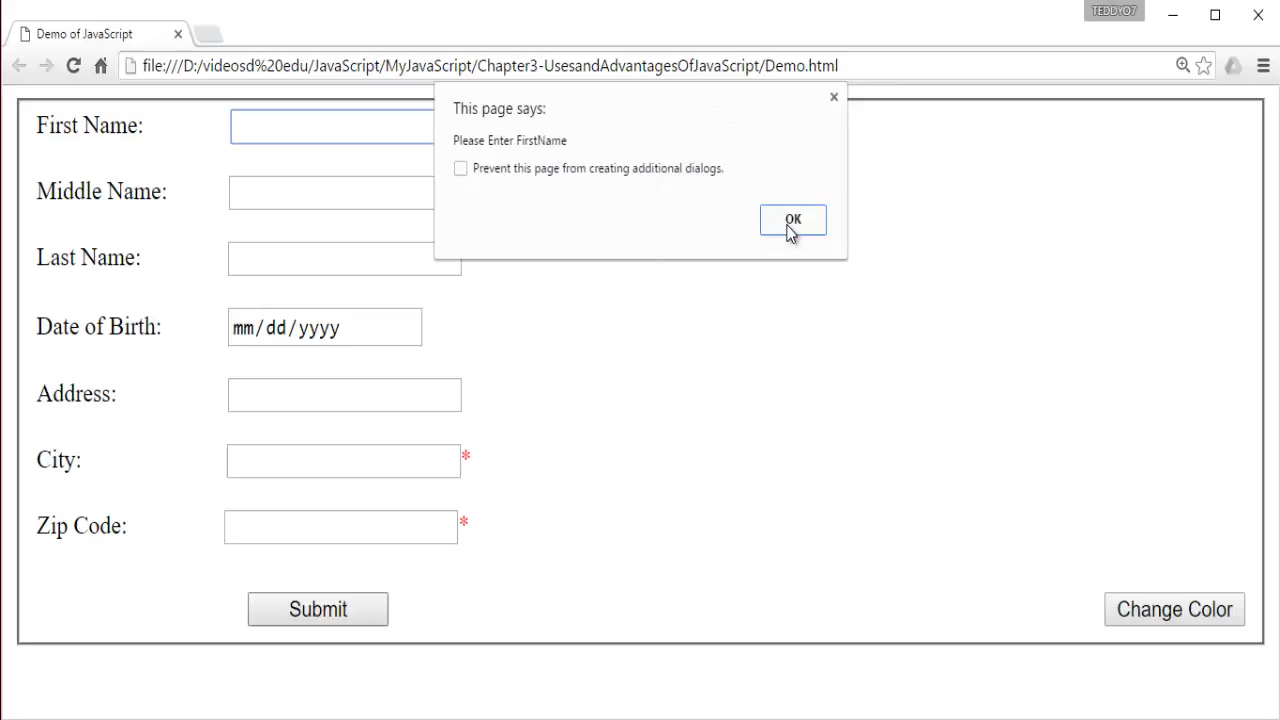 TEDDY07
Demo of JavaScript
file:///D:/videosd%20edu/JavaScript/MyJavaScript/Chapter3-UsesandAdvantagesOfJavaScript/Demo.html
This page says:
Please Enter FirstName
Prevent this page from creating additional dialogs.
OK
First Name:
Middle Name:
Last Name:
Date of Birth: mm/dd/yyyy
Address:
City: *
Zip Code: *
Submit Change Color